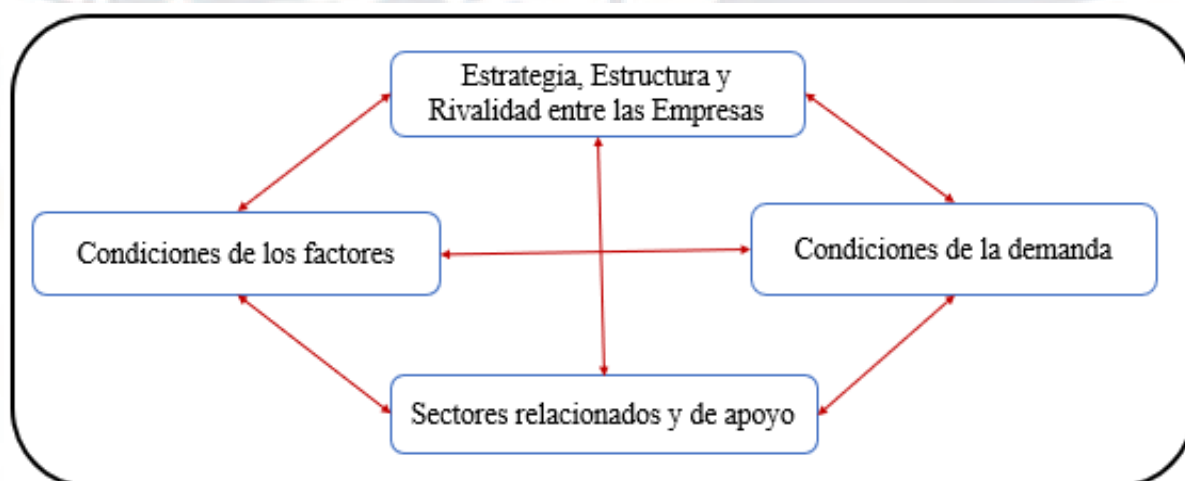 Estrategia, Estructura y
Rivalidad entre las Empresas
Condiciones de los factores
Condiciones de la demanda
Sectores relacionados y de apoyo